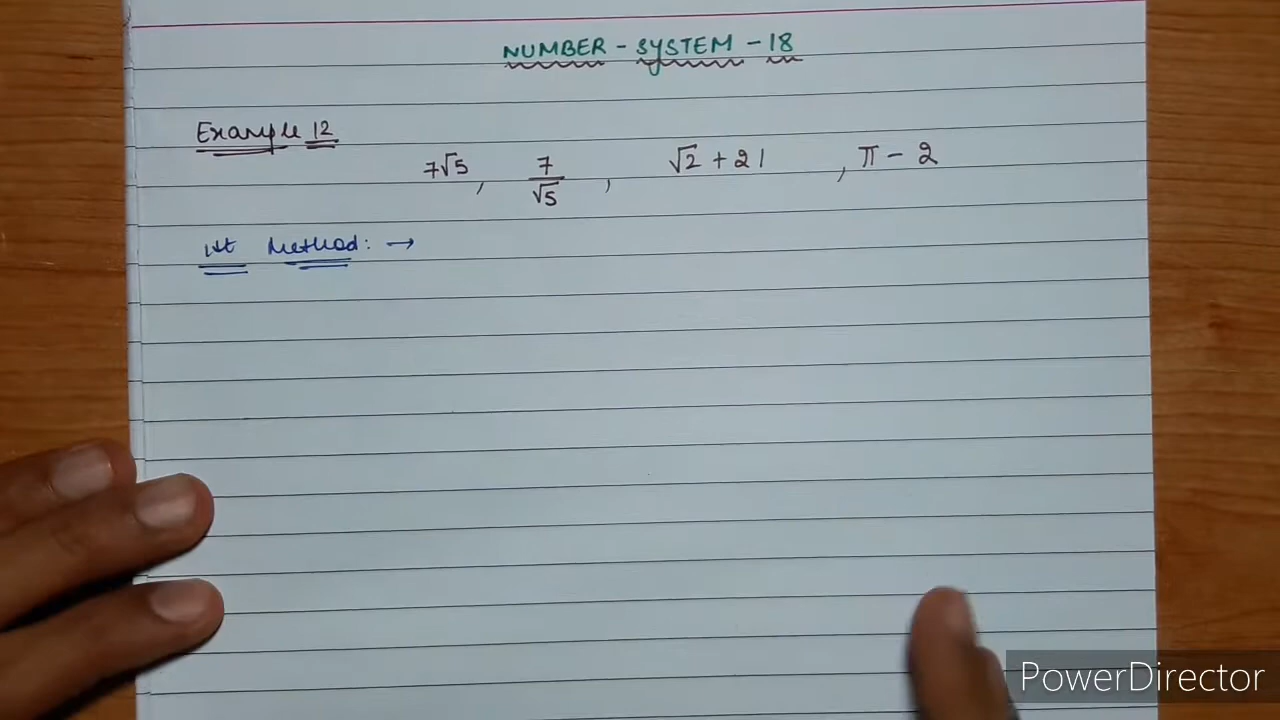 NUMBER - SYSTEM - 18
Example 12
7√5, 7/√5, √2 + 21, π - 2
1st Method: →
PowerDirector